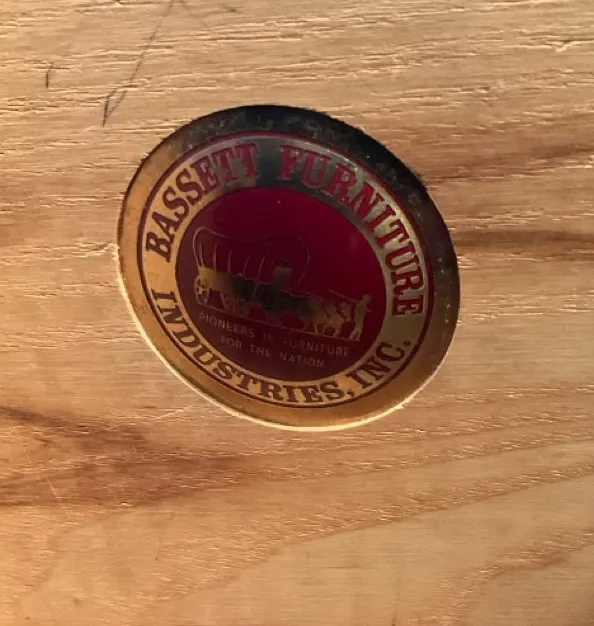 BASSETT FURNITURE
INDUSTRIES, INC.
PIONEERS IN FURNITURE
FOR THE NATION